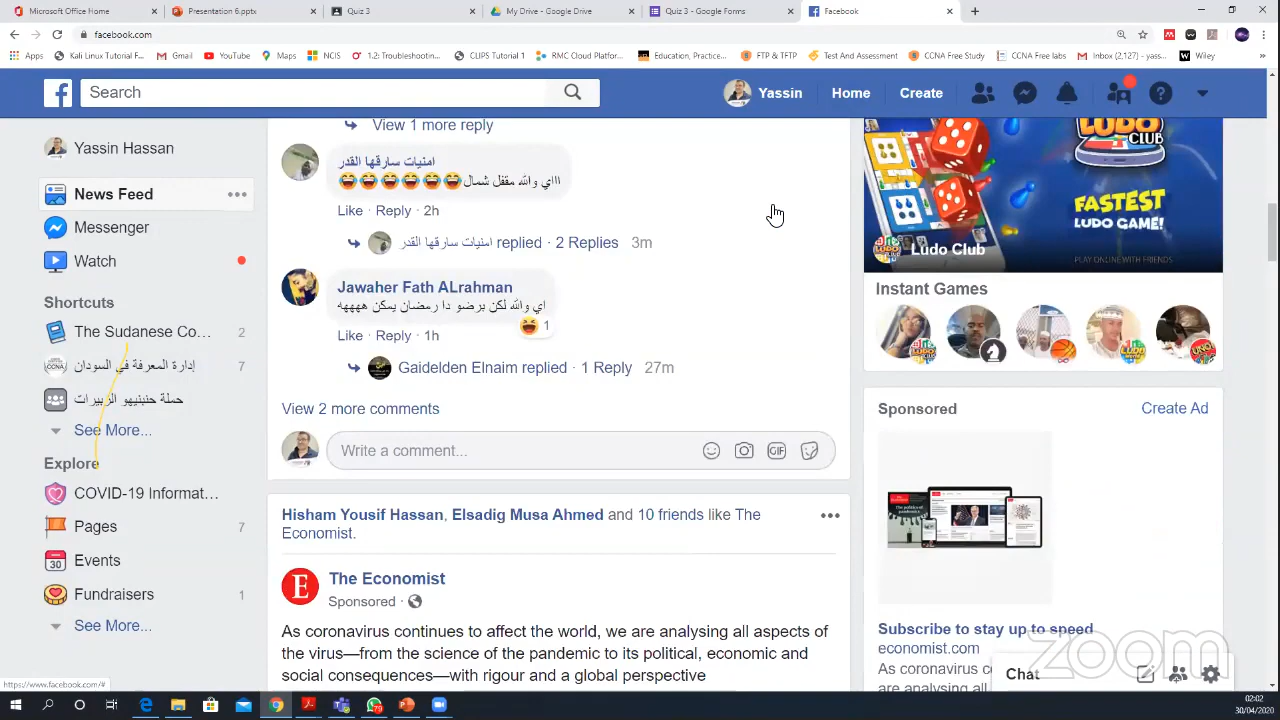 Microsoft Office Home
Presentation 6.pptx
Quiz 3
My Drive - Google Drive
Quiz 3 - Google Forms
Facebook
facebook.com
Apps
Kali Linux Tutorial F...
Gmail
YouTube
Maps
NCIS
1.2: Troubleshootin...
CLIPS Tutorial 1
RMC Cloud Platfor...
Education, Practice...
FTP & TFTP
Test And Assessment
CCNA Course Study
CCNA Free labs
Inbox (2,127) - yass...
Wiley
Search
Yassin
Home
Create
Yassin Hassan
News Feed
Messenger
Watch
Shortcuts
The Sudanese Co...
2
إدارة المعرفة في السودان
7
حملة حنبنيهو الزبيرات
See More...
Explore
COVID-19 Informat...
Pages
7
Events
30
Fundraisers
1
See More...
View 1 more reply
امنيات سارقها القدر
اااي والله مقفل شمال😂😂😂😂😂😂
Like · Reply · 2h
امنيات سارقها القدر replied · 2 Replies 3m
Jawaher Fath ALrahman
اي والله لكن برضو دا رمضان يمكن ههههه
1
Like · Reply · 1h
Gaidelden Elnaim replied · 1 Reply 27m
View 2 more comments
Write a comment...
GIF
Hisham Yousif Hassan, Elsadig Musa Ahmed and 10 friends like The
Economist.
E
The Economist
Sponsored ·
As coronavirus continues to affect the world, we are analysing all aspects of
the virus—from the science of the pandemic to its political, economic and
social consequences—with rigour and a global perspective
LUDO
CLUB
FASTEST
LUDO GAME!
PLAY ONLINE WITH FRIENDS
Ludo Club
Instant Games
UNO
Sponsored
Create Ad
Subscribe to stay up to speed
economist.com
As coronavirus c
are analysing all
Chat
zoom
https://www.facebook.com/#
02:02
30/04/2020